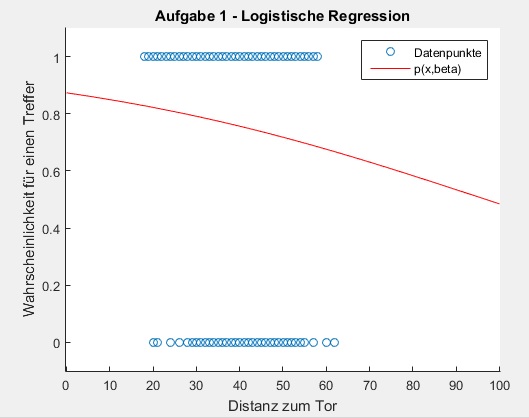 Aufgabe 1 - Logistische Regression
Datenpunkte
p(x,beta)
Wahrscheinlichkeit für einen Treffer
1
0.8
0.6
0.4
0.2
0
0 10 20 30 40 50 60 70 80 90 100
Distanz zum Tor